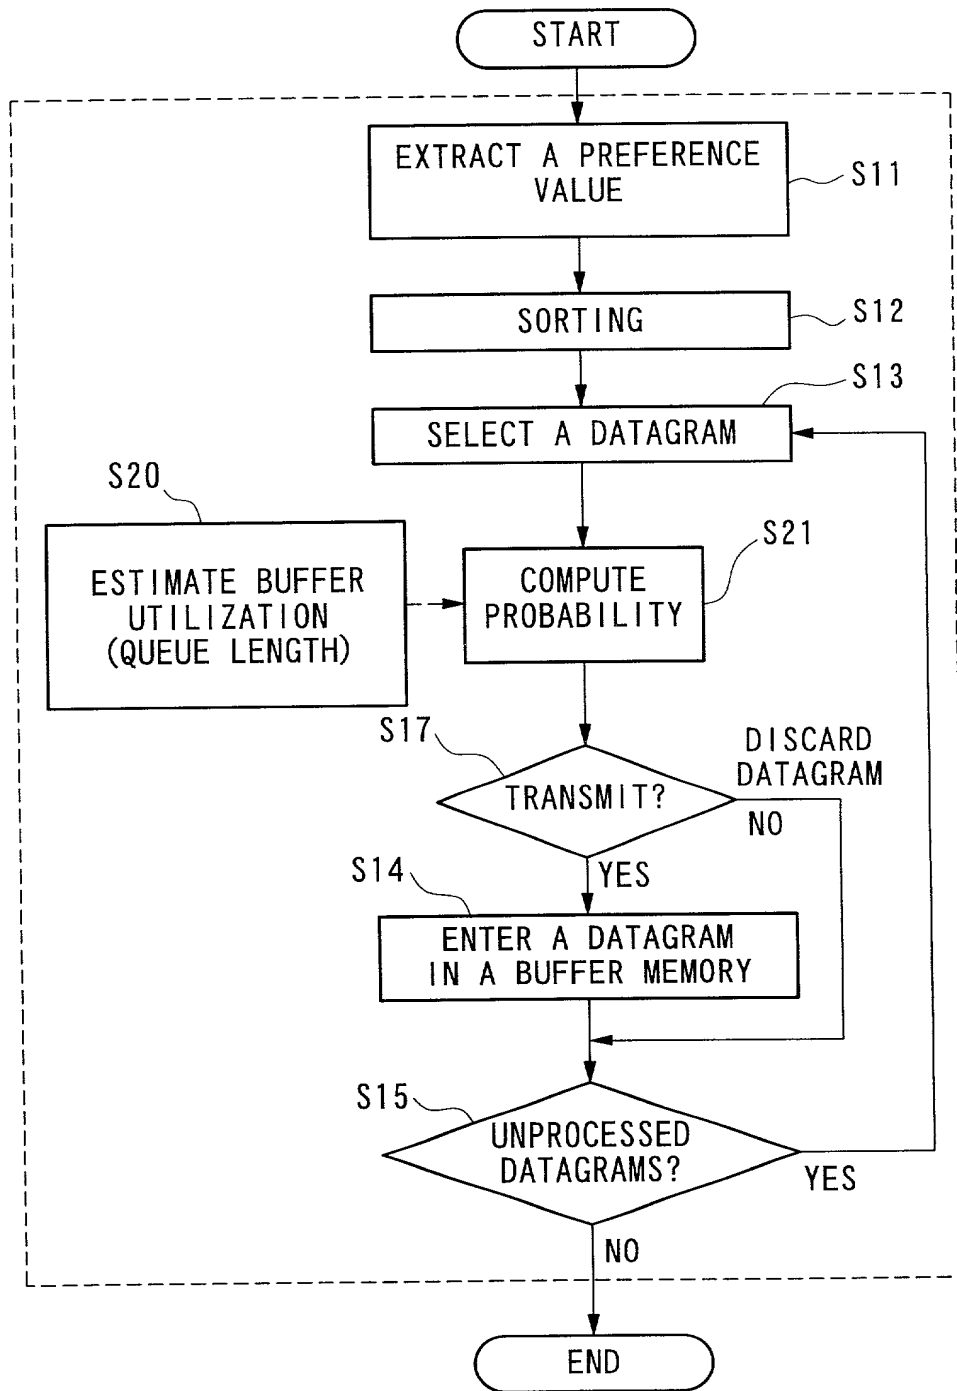 START
EXTRACT A PREFERENCE
VALUE
S11
SORTING
S12
S13
SELECT A DATAGRAM
S20
ESTIMATE BUFFER
UTILIZATION
(QUEUE LENGTH)
S21
COMPUTE
PROBABILITY
S17
TRANSMIT?
DISCARD
DATAGRAM
NO
YES
S14
ENTER A DATAGRAM
IN A BUFFER MEMORY
S15
UNPROCESSED
DATAGRAMS?
YES
NO
END